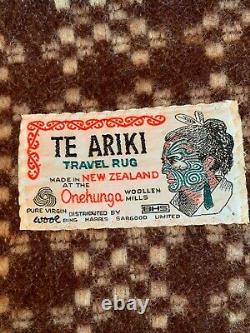 TE ARIKI
TRAVEL RUG
MADE IN NEW ZEALAND
AT THE
Onehunga WOOLLEN MILLS
PURE VIRGIN
wool
DISTRIBUTED BY BHS
BING HARRIS SARGOOD LIMITED